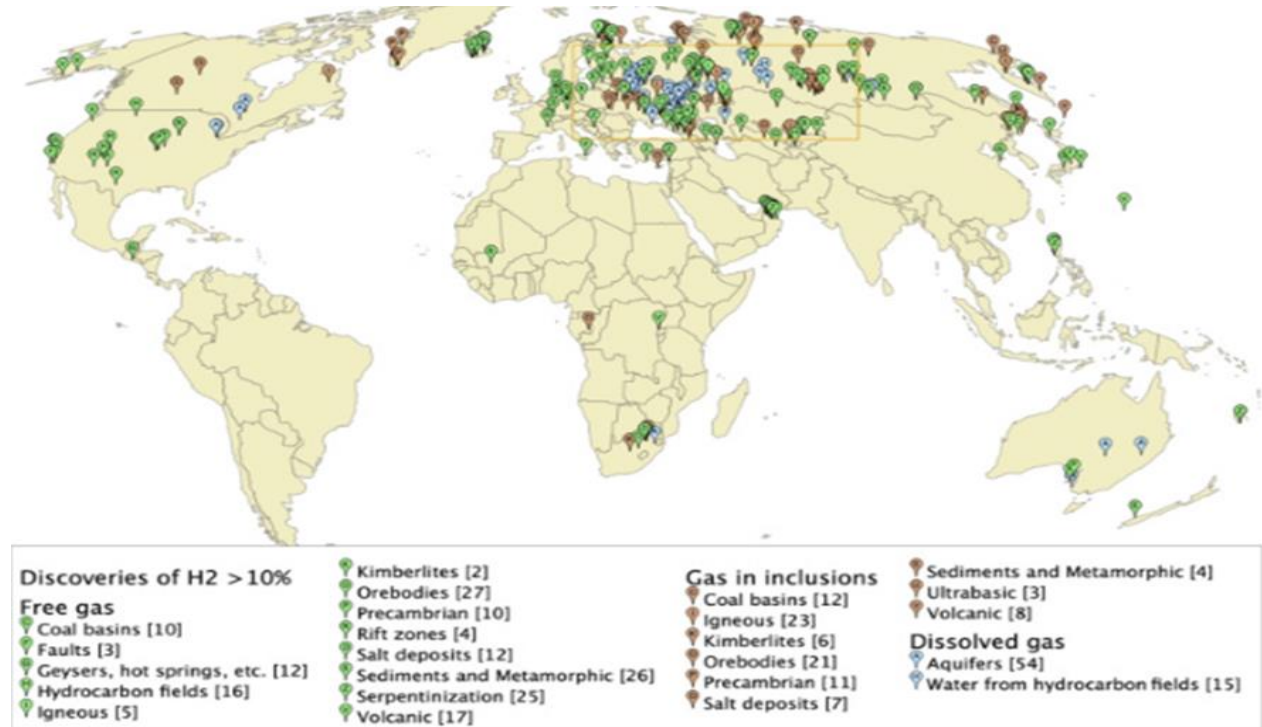 Discoveries of H2 >10%
Free gas
Coal basins [10]
Faults [3]
Geysers, hot springs, etc. [12]
Hydrocarbon fields [16]
Igneous [5]
Kimberlites [2]
Orebodies [27]
Precambrian [10]
Rift zones [4]
Salt deposits [12]
Sediments and Metamorphic [26]
Serpentinization [25]
Volcanic [17]
Gas in inclusions
Coal basins [12]
Igneous [23]
Kimberlites [6]
Orebodies [21]
Precambrian [11]
Salt deposits [7]
Sediments and Metamorphic [4]
Ultrabasic [3]
Volcanic [8]
Dissolved gas
Aquifers [54]
Water from hydrocarbon fields [15]